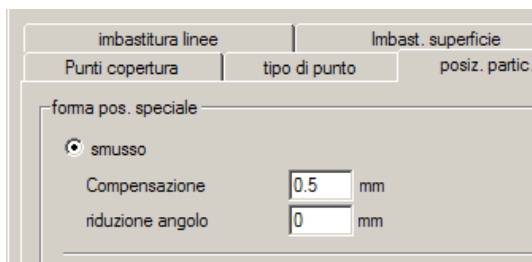 imbastitura linee Imbast. superficie
Punti copertura tipo di punto posiz. partic.
forma pos. speciale
smusso
Compensazione 0.5 mm
riduzione angolo 0 mm